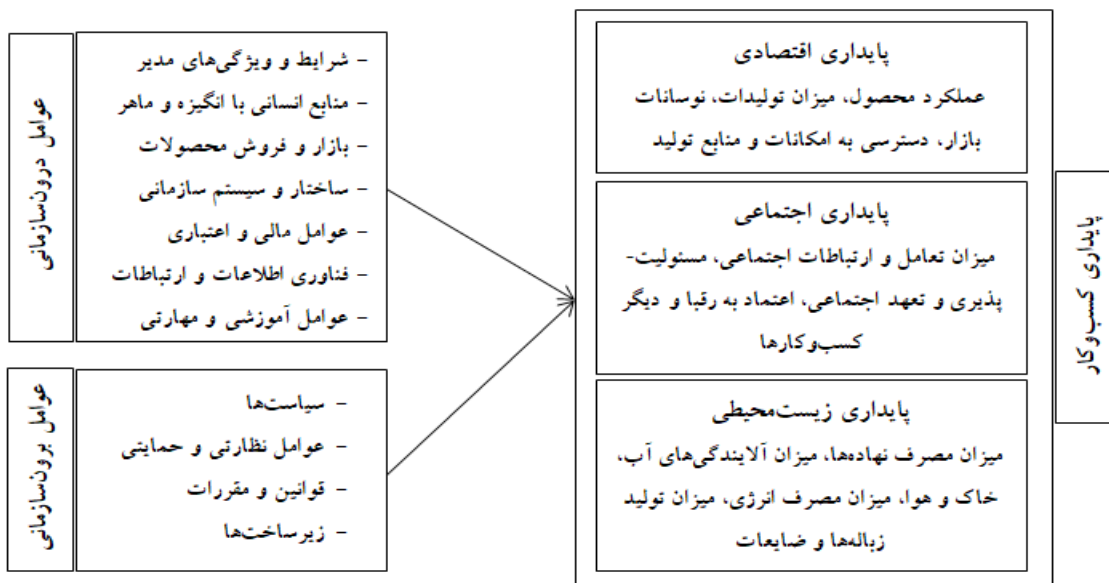 پایداری کسب‌وکار
پایداری اقتصادی
عملکرد محصول، میزان تولیدات، نوسانات
بازار، دسترسی به امکانات و منابع تولید
پایداری اجتماعی
میزان تعامل و ارتباطات اجتماعی، مسئولیت-
پذیری و تعهد اجتماعی، اعتماد به رقبا و دیگر
کسب‌وکارها
پایداری زیست‌محیطی
میزان مصرف نهاده‌ها، میزان آلایندگی‌های آب،
خاک و هوا، میزان مصرف انرژی، میزان تولید
زباله‌ها و ضایعات
عوامل درون‌سازمانی
- شرایط و ویژگی‌های مدیر
- منابع انسانی با انگیزه و ماهر
- بازار و فروش محصولات
- ساختار و سیستم سازمانی
- عوامل مالی و اعتباری
- فناوری اطلاعات و ارتباطات
- عوامل آموزشی و مهارتی
عوامل برون‌سازمانی
- سیاست‌ها
- عوامل نظارتی و حمایتی
- قوانین و مقررات
- زیرساخت‌ها